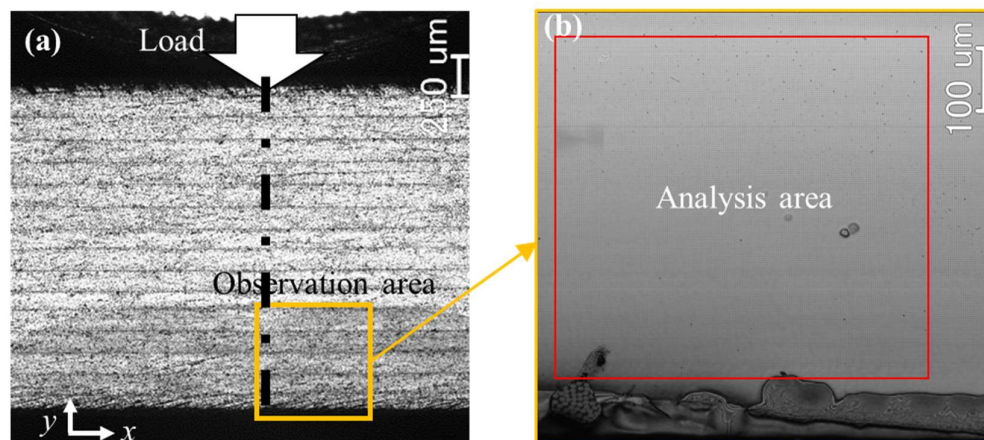 (a)
Load
250 um
Observation area
y
x
(b)
100 um
Analysis area